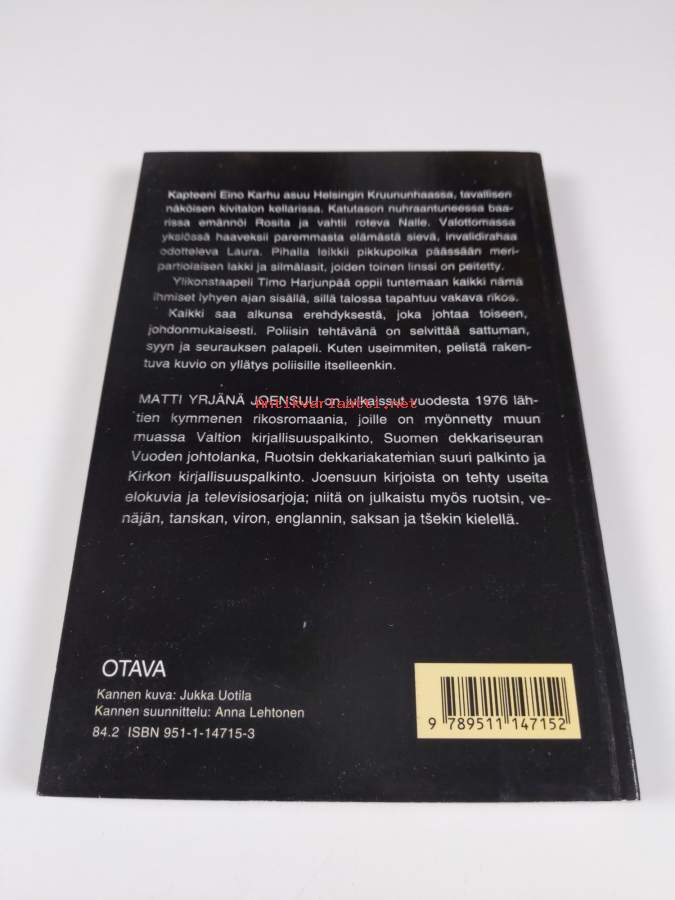 Kapteeni Eino Karhu asuu Helsingin Kruununhaassa, tavallisen
näköisen kivitalon kellarissa. Katutason nuhraantuneessa baa-
rissa emännöi Rosita ja vahtii roteva Nalle. Valottomassa
yksiössä haaveksii paremmasta elämästä sievä, invalidirahaa
odotteleva Laura. Pihalla leikkii pikkupoika päässään meri-
partiolaisen lakki ja silmälasit, joiden toinen linssi on peitetty.
Ylikonstaapeli Timo Harjunpää oppii tuntemaan kaikki nämä
ihmiset lyhyen ajan sisällä, sillä talossa tapahtuu vakava rikos.
Kaikki saa alkunsa erehdyksestä, joka johtaa toiseen,
johdonmukaisesti. Poliisin tehtävänä on selvittää sattuman,
syyn ja seurauksen palapeli. Kuten useimmiten, pelistä raken-
tuva kuvio on yllätys poliisille itselleenkin.
MATTI YRJÄNÄ JOENSUU on julkaissut vuodesta 1976 läh-
antikvariaatti.net
tien kymmenen rikosromaania, joille on myönnetty muun
muassa Valtion kirjallisuuspalkinto, Suomen dekkariseuran
Vuoden johtolanka, Ruotsin dekkariakatemian suuri palkinto ja
Kirkon kirjallisuuspalkinto. Joensuun kirjoista on tehty useita
elokuvia ja televisiosarjoja; niitä on julkaistu myös ruotsin, ve-
näjän, tanskan, viron, englannin, saksan ja tšekin kielellä.
OTAVA
Kannen kuva: Jukka Uotila
Kannen suunnittelu: Anna Lehtonen
84.2 ISBN 951-1-14715-3
9 789511 147152